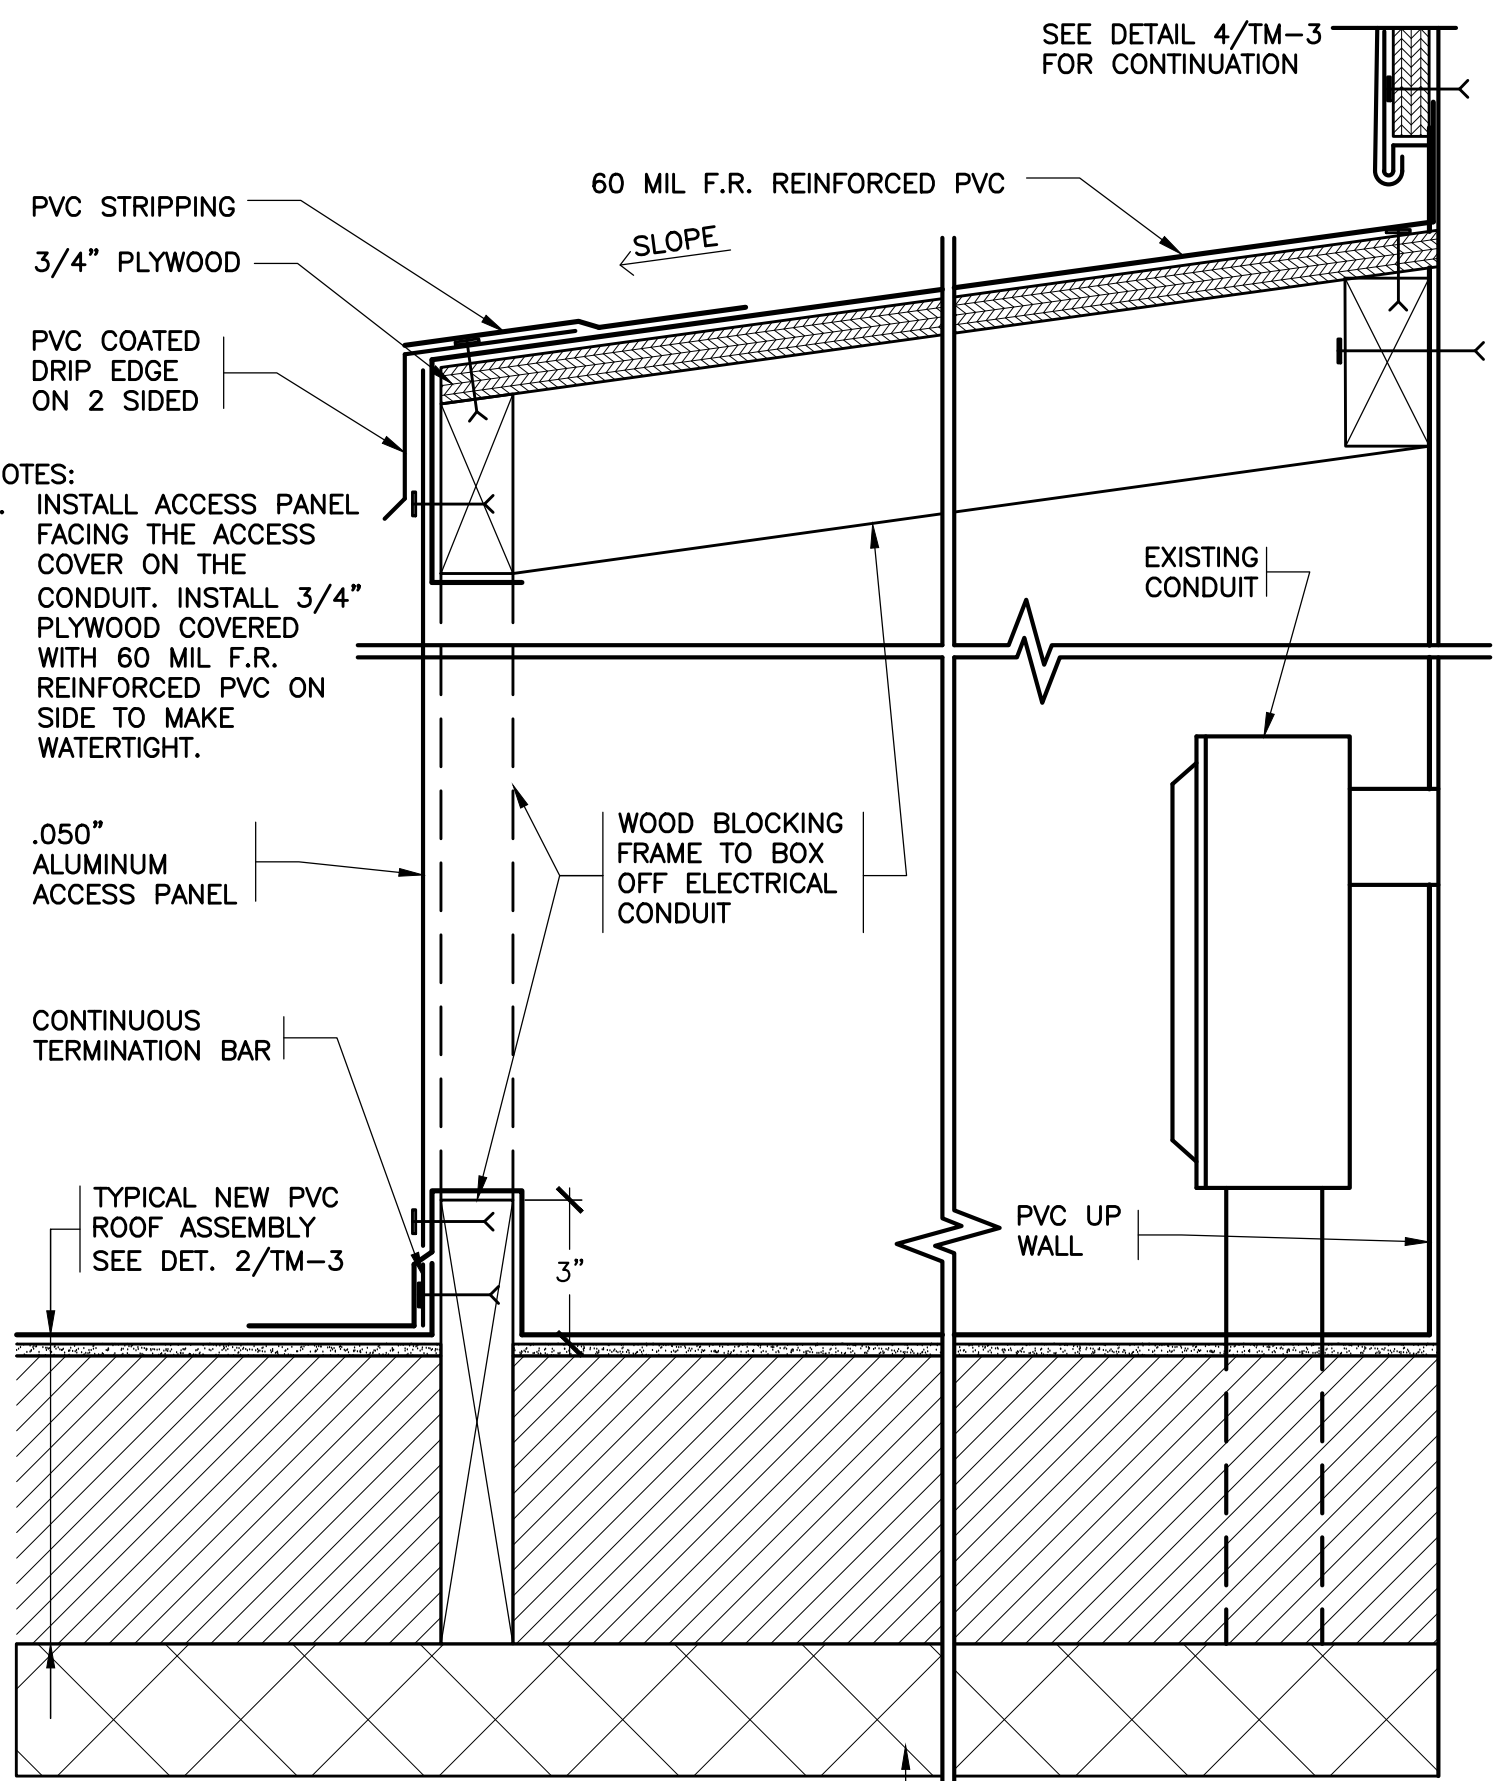 SEE DETAIL 4/TM-3
FOR CONTINUATION
60 MIL F.R. REINFORCED PVC
PVC STRIPPING
SLOPE
3/4" PLYWOOD
PVC COATED
DRIP EDGE
ON 2 SIDED
OTES:
. INSTALL ACCESS PANEL
FACING THE ACCESS
COVER ON THE
CONDUIT. INSTALL 3/4"
PLYWOOD COVERED
WITH 60 MIL F.R.
REINFORCED PVC ON
SIDE TO MAKE
WATERTIGHT.
EXISTING
CONDUIT
.050"
ALUMINUM
ACCESS PANEL
WOOD BLOCKING
FRAME TO BOX
OFF ELECTRICAL
CONDUIT
CONTINUOUS
TERMINATION BAR
TYPICAL NEW PVC
ROOF ASSEMBLY
SEE DET. 2/TM-3
3"
PVC UP
WALL